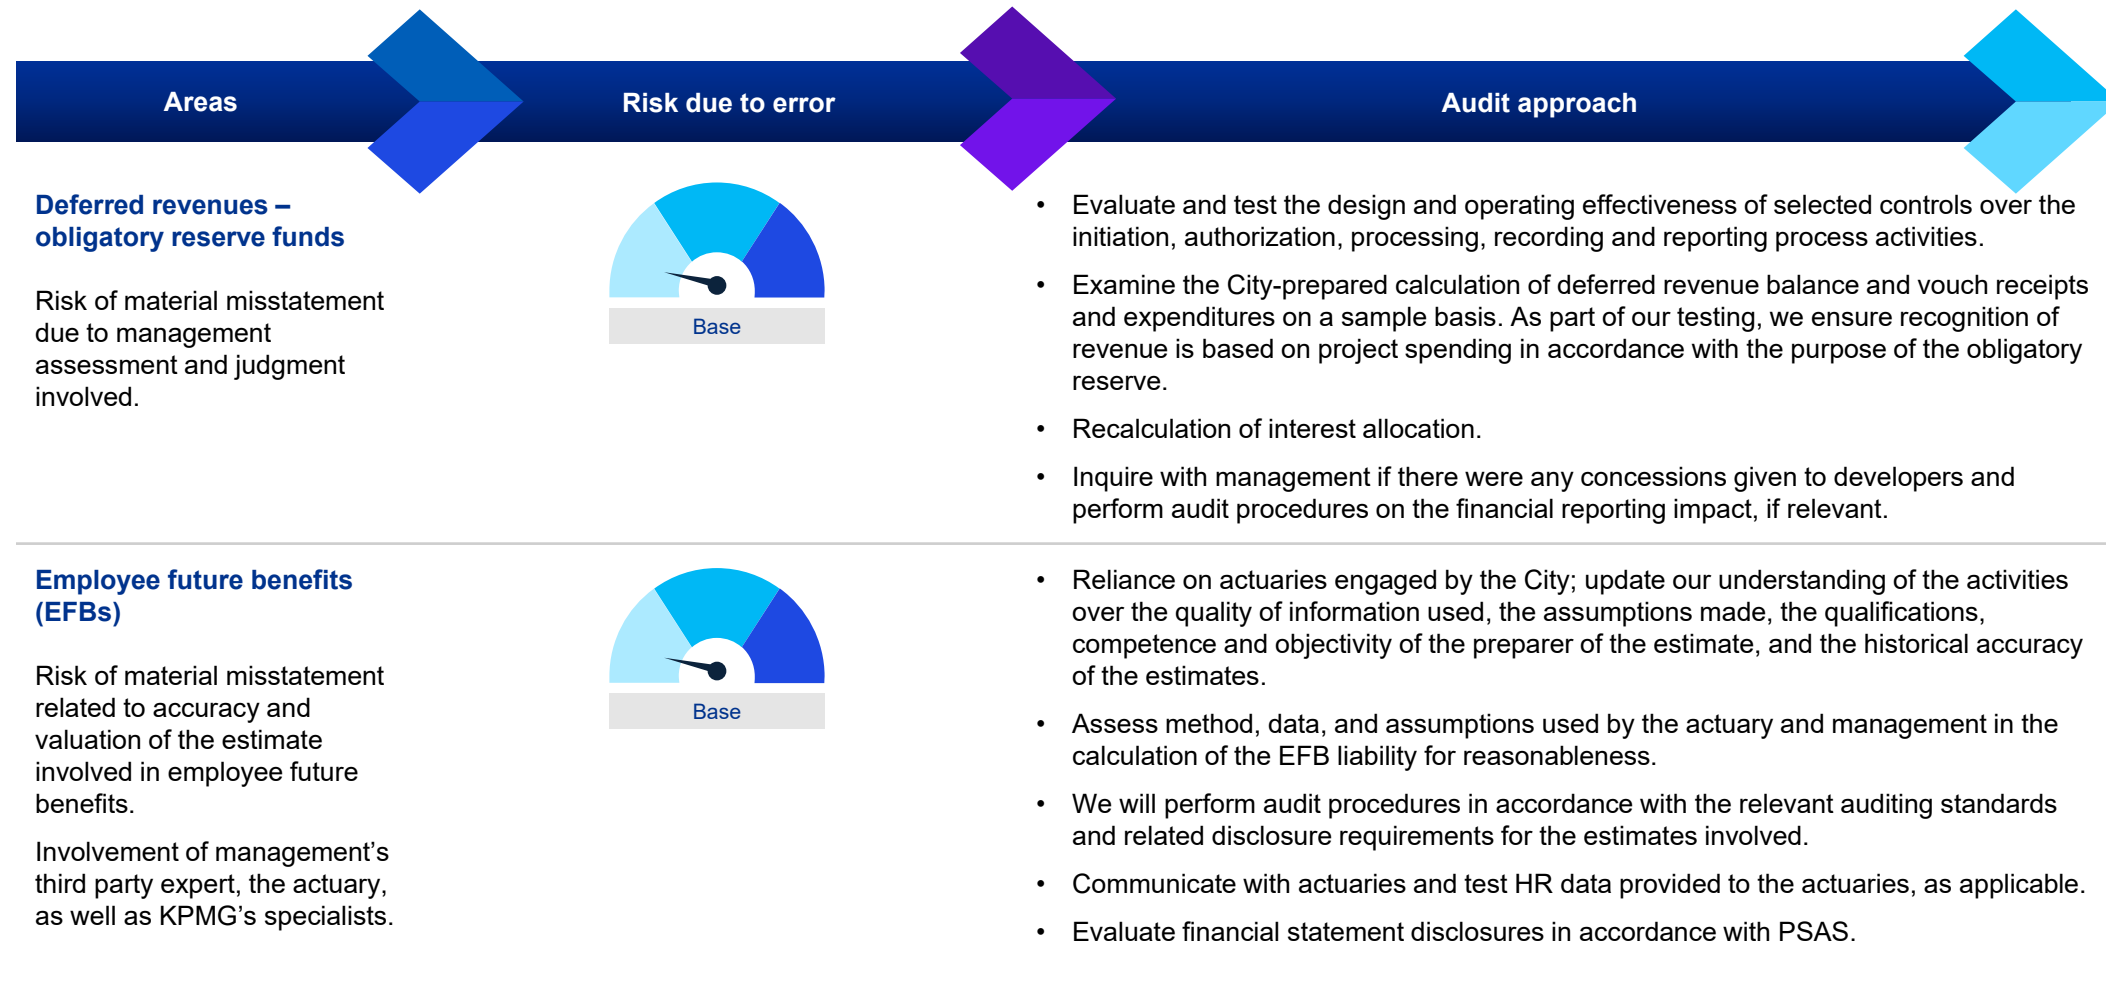 Areas
Risk due to error
Audit approach
Deferred revenues –
obligatory reserve funds
Risk of material misstatement
due to management
assessment and judgment
involved.
Base
• Evaluate and test the design and operating effectiveness of selected controls over the
initiation, authorization, processing, recording and reporting process activities.
• Examine the City-prepared calculation of deferred revenue balance and vouch receipts
and expenditures on a sample basis. As part of our testing, we ensure recognition of
revenue is based on project spending in accordance with the purpose of the obligatory
reserve.
• Recalculation of interest allocation.
• Inquire with management if there were any concessions given to developers and
perform audit procedures on the financial reporting impact, if relevant.
Employee future benefits
(EFBs)
Risk of material misstatement
related to accuracy and
valuation of the estimate
involved in employee future
benefits.
Involvement of management’s
third party expert, the actuary,
as well as KPMG’s specialists.
Base
• Reliance on actuaries engaged by the City; update our understanding of the activities
over the quality of information used, the assumptions made, the qualifications,
competence and objectivity of the preparer of the estimate, and the historical accuracy
of the estimates.
• Assess method, data, and assumptions used by the actuary and management in the
calculation of the EFB liability for reasonableness.
• We will perform audit procedures in accordance with the relevant auditing standards
and related disclosure requirements for the estimates involved.
• Communicate with actuaries and test HR data provided to the actuaries, as applicable.
• Evaluate financial statement disclosures in accordance with PSAS.